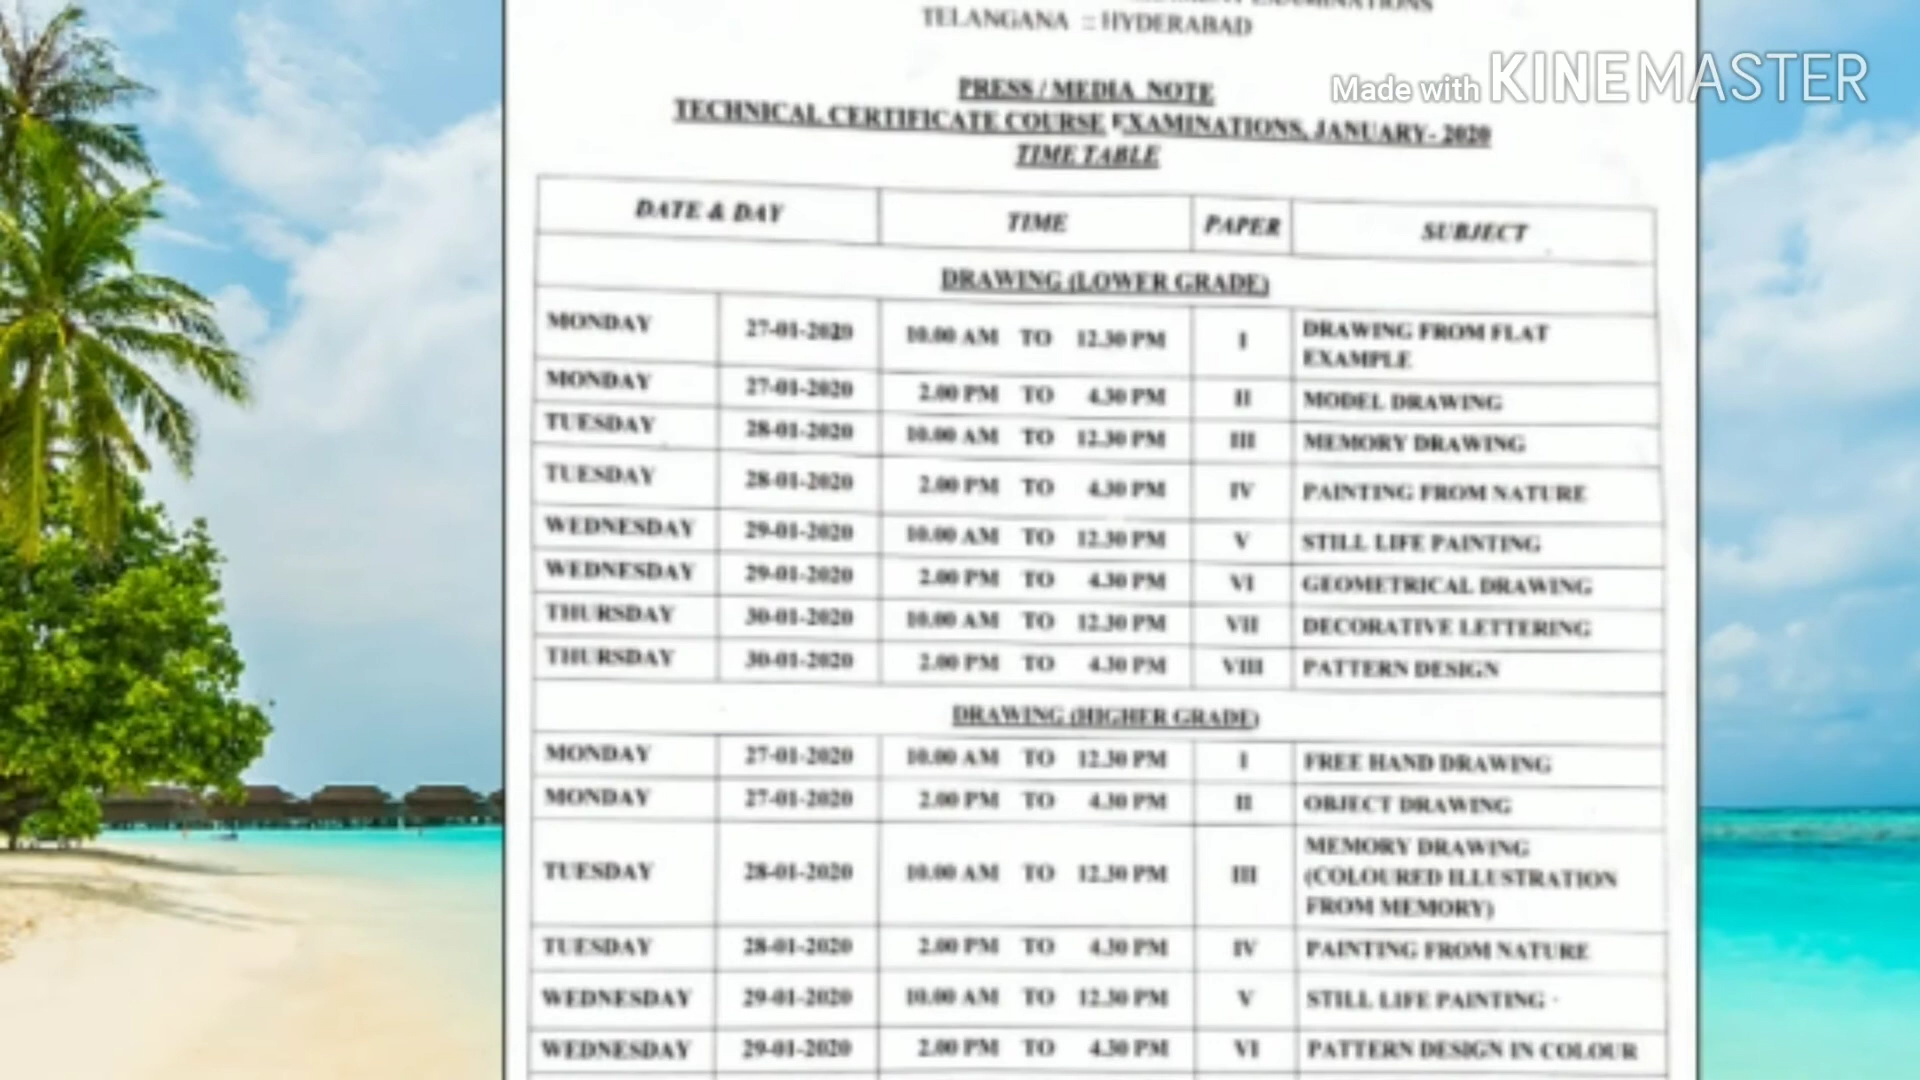 EXAMINATIONS
TELANGANA :: HYDERABAD
Made with KINEMASTER
PRESS / MEDIA NOTE
TECHNICAL CERTIFICATE COURSE EXAMINATIONS, JANUARY- 2020
TIME TABLE
DATE & DAY TIME PAPER SUBJECT
DRAWING (LOWER GRADE)
MONDAY 27-01-2020 10.00 AM TO 12.30 PM I DRAWING FROM FLAT
EXAMPLE
MONDAY 27-01-2020 2.00 PM TO 4.30 PM II MODEL DRAWING
TUESDAY 28-01-2020 10.00 AM TO 12.30 PM III MEMORY DRAWING
TUESDAY 28-01-2020 2.00 PM TO 4.30 PM IV PAINTING FROM NATURE
WEDNESDAY 29-01-2020 10.00 AM TO 12.30 PM V STILL LIFE PAINTING
WEDNESDAY 29-01-2020 2.00 PM TO 4.30 PM VI GEOMETRICAL DRAWING
THURSDAY 30-01-2020 10.00 AM TO 12.30 PM VII DECORATIVE LETTERING
THURSDAY 30-01-2020 2.00 PM TO 4.30 PM VIII PATTERN DESIGN
DRAWING (HIGHER GRADE)
MONDAY 27-01-2020 10.00 AM TO 12.30 PM I FREE HAND DRAWING
MONDAY 27-01-2020 2.00 PM TO 4.30 PM II OBJECT DRAWING
TUESDAY 28-01-2020 10.00 AM TO 12.30 PM III MEMORY DRAWING
(COLOURED ILLUSTRATION
FROM MEMORY)
TUESDAY 28-01-2020 2.00 PM TO 4.30 PM IV PAINTING FROM NATURE
WEDNESDAY 29-01-2020 10.00 AM TO 12.30 PM V STILL LIFE PAINTING
WEDNESDAY 29-01-2020 2.00 PM TO 4.30 PM VI PATTERN DESIGN IN COLOUR